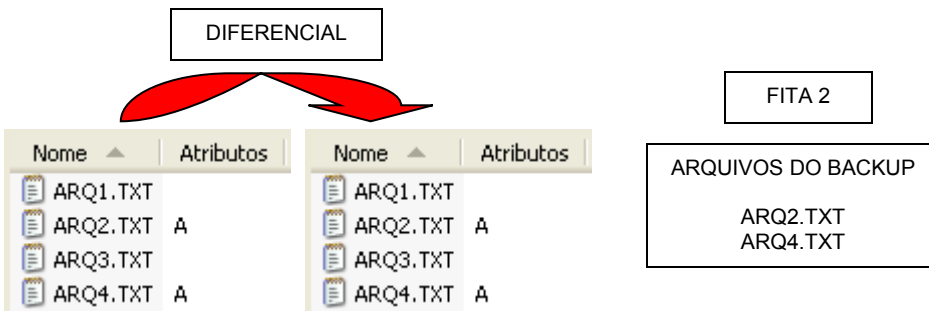 DIFERENCIAL
Nome Atributos
ARQ1.TXT
ARQ2.TXT A
ARQ3.TXT
ARQ4.TXT A
Nome Atributos
ARQ1.TXT
ARQ2.TXT A
ARQ3.TXT
ARQ4.TXT A
FITA 2
ARQUIVOS DO BACKUP
ARQ2.TXT
ARQ4.TXT